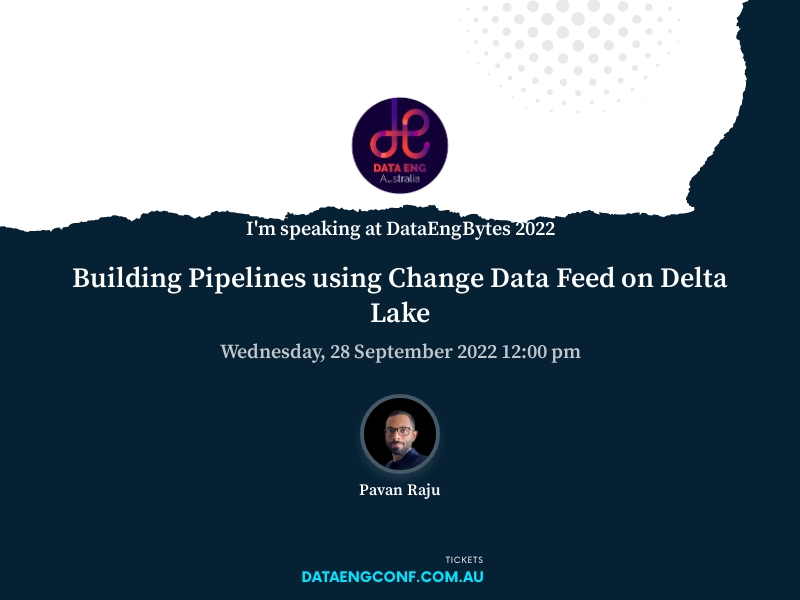 DATA ENG
Australia
I'm speaking at DataEngBytes 2022
Building Pipelines using Change Data Feed on Delta
Lake
Wednesday, 28 September 2022 12:00 pm
Pavan Raju
TICKETS
DATAENGCONF.COM.AU